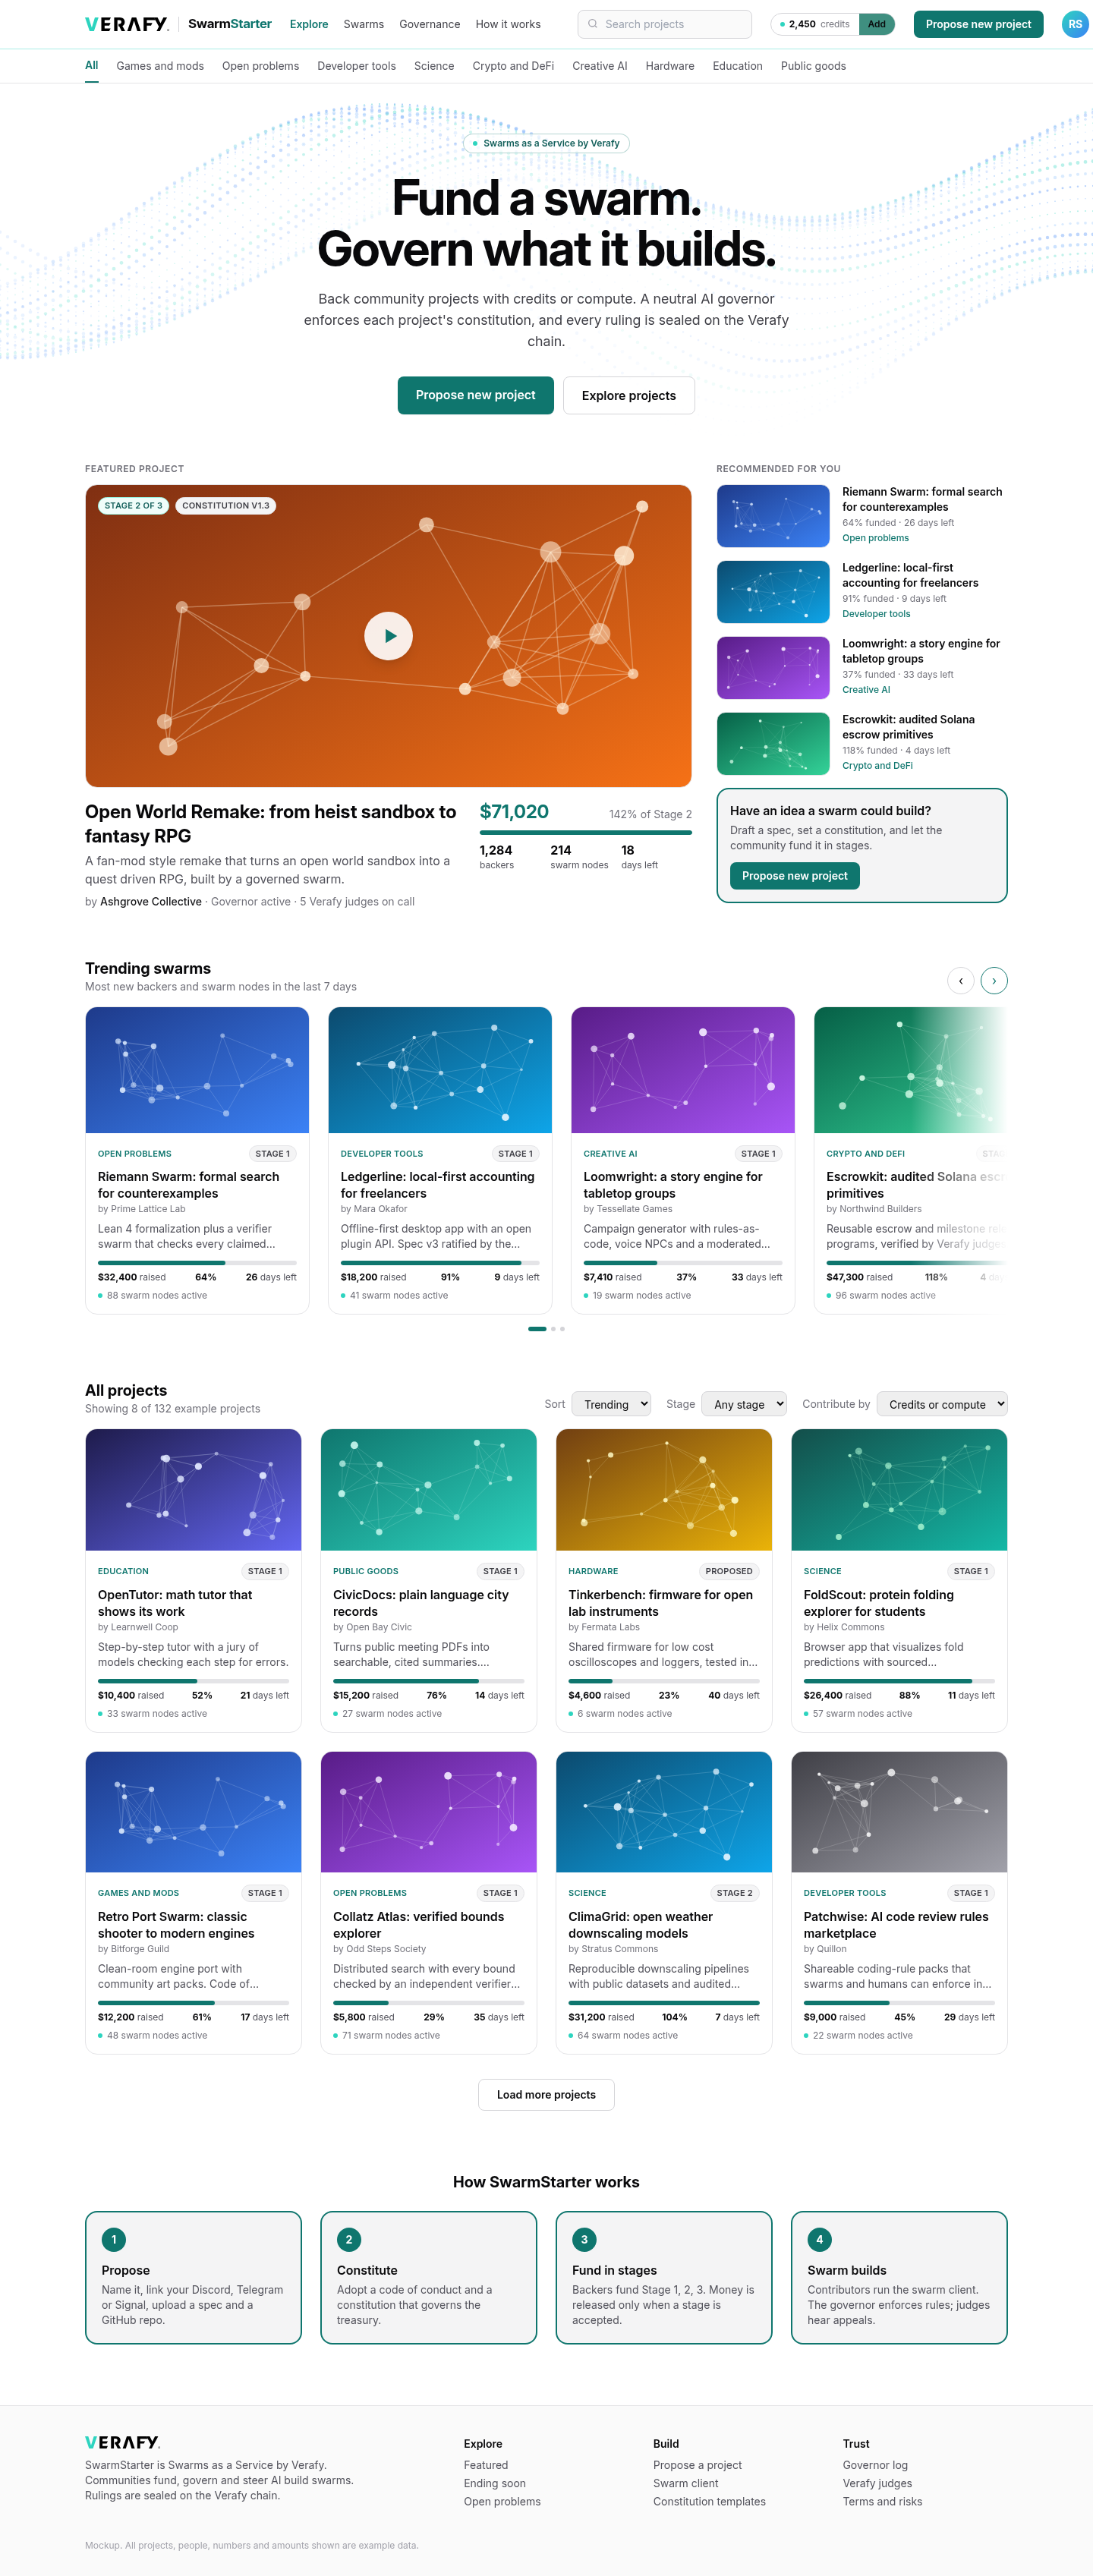 VERAFY. SwarmStarter Explore Swarms Governance How it works Search projects 2,450 credits Add Propose new project RS
All Games and mods Open problems Developer tools Science Crypto and DeFi Creative AI Hardware Education Public goods
Swarms as a Service by Verafy
Fund a swarm.
Govern what it builds.
Back community projects with credits or compute. A neutral AI governor
enforces each project's constitution, and every ruling is sealed on the Verafy
chain.
Propose new project Explore projects
FEATURED PROJECT
STAGE 2 OF 3 CONSTITUTION V1.3
Open World Remake: from heist sandbox to
fantasy RPG
A fan-mod style remake that turns an open world sandbox into a
quest driven RPG, built by a governed swarm.
by Ashgrove Collective · Governor active · 5 Verafy judges on call
$71,020 142% of Stage 2
1,284 214 18
backers swarm nodes days left
RECOMMENDED FOR YOU
Riemann Swarm: formal search
for counterexamples
64% funded · 26 days left
Open problems
Ledgerline: local-first
accounting for freelancers
91% funded · 9 days left
Developer tools
Loomwright: a story engine for
tabletop groups
37% funded · 33 days left
Creative AI
Escrowkit: audited Solana
escrow primitives
118% funded · 4 days left
Crypto and DeFi
Have an idea a swarm could build?
Draft a spec, set a constitution, and let the
community fund it in stages.
Propose new project
Trending swarms
Most new backers and swarm nodes in the last 7 days
OPEN PROBLEMS STAGE 1
Riemann Swarm: formal search
for counterexamples
by Prime Lattice Lab
Lean 4 formalization plus a verifier
swarm that checks every claimed...
$32,400 raised 64% 26 days left
88 swarm nodes active
DEVELOPER TOOLS STAGE 1
Ledgerline: local-first accounting
for freelancers
by Mara Okafor
Offline-first desktop app with an open
plugin API. Spec v3 ratified by the...
$18,200 raised 91% 9 days left
41 swarm nodes active
CREATIVE AI STAGE 1
Loomwright: a story engine for
tabletop groups
by Tessellate Games
Campaign generator with rules-as-
code, voice NPCs and a moderated...
$7,410 raised 37% 33 days left
19 swarm nodes active
CRYPTO AND DEFI
Escrowkit: audited Solana escr
primitives
by Northwind Builders
Reusable escrow and milestone rel
programs, verified by Verafy judge
$47,300 raised 118% 4 da
96 swarm nodes active
All projects
Showing 8 of 132 example projects
Sort Trending Stage Any stage Contribute by Credits or compute
EDUCATION STAGE 1
OpenTutor: math tutor that
shows its work
by Learnwell Coop
Step-by-step tutor with a jury of
models checking each step for errors.
$10,400 raised 52% 21 days left
33 swarm nodes active
PUBLIC GOODS STAGE 1
CivicDocs: plain language city
records
by Open Bay Civic
Turns public meeting PDFs into
searchable, cited summaries....
$15,200 raised 76% 14 days left
27 swarm nodes active
HARDWARE PROPOSED
Tinkerbench: firmware for open
lab instruments
by Fermata Labs
Shared firmware for low cost
oscilloscopes and loggers, tested in...
$4,600 raised 23% 40 days left
6 swarm nodes active
SCIENCE STAGE 1
FoldScout: protein folding
explorer for students
by Helix Commons
Browser app that visualizes fold
predictions with sourced...
$26,400 raised 88% 11 days left
57 swarm nodes active
GAMES AND MODS STAGE 1
Retro Port Swarm: classic
shooter to modern engines
by Bitforge Guild
Clean-room engine port with
community art packs. Code of...
$12,200 raised 61% 17 days left
48 swarm nodes active
OPEN PROBLEMS STAGE 1
Collatz Atlas: verified bounds
explorer
by Odd Steps Society
Distributed search with every bound
checked by an independent verifier...
$5,800 raised 29% 35 days left
71 swarm nodes active
SCIENCE STAGE 2
ClimaGrid: open weather
downscaling models
by Stratus Commons
Reproducible downscaling pipelines
with public datasets and audited...
$31,200 raised 104% 7 days left
64 swarm nodes active
DEVELOPER TOOLS STAGE 1
Patchwise: AI code review rules
marketplace
by Quillon
Shareable coding-rule packs that
swarms and humans can enforce in...
$9,000 raised 45% 29 days left
22 swarm nodes active
Load more projects
How SwarmStarter works
1
Propose
Name it, link your Discord, Telegram
or Signal, upload a spec and a
GitHub repo.
2
Constitute
Adopt a code of conduct and a
constitution that governs the
treasury.
3
Fund in stages
Backers fund Stage 1, 2, 3. Money is
released only when a stage is
accepted.
4
Swarm builds
Contributors run the swarm client.
The governor enforces rules; judges
hear appeals.
VERAFY.
SwarmStarter is Swarms as a Service by Verafy.
Communities fund, govern and steer AI build swarms.
Rulings are sealed on the Verafy chain.
Explore
Featured
Ending soon
Open problems
Build
Propose a project
Swarm client
Constitution templates
Trust
Governor log
Verafy judges
Terms and risks
Mockup. All projects, people, numbers and amounts shown are example data.